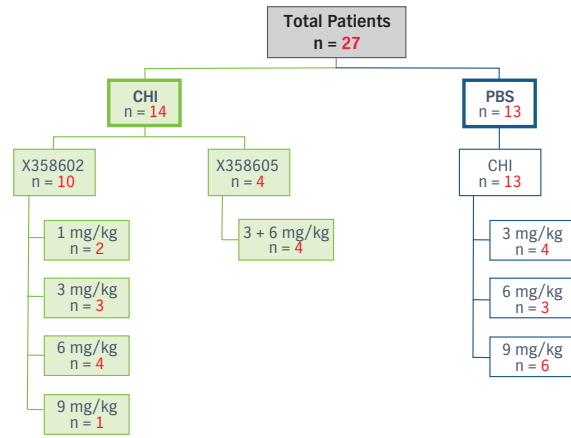 Total Patients
n = 27
CHI
n = 14
PBS
n = 13
X358602
n = 10
X358605
n = 4
CHI
n = 13
1 mg/kg
n = 2
3 mg/kg
n = 3
6 mg/kg
n = 4
9 mg/kg
n = 1
3 + 6 mg/kg
n = 4
3 mg/kg
n = 4
6 mg/kg
n = 3
9 mg/kg
n = 6